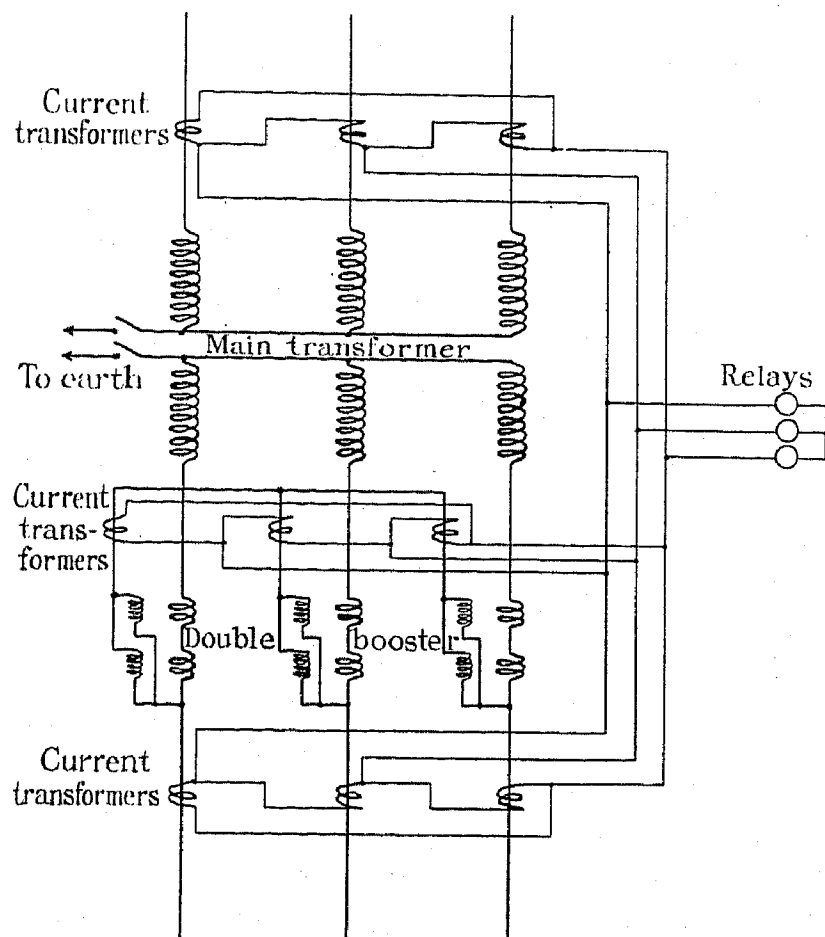 Current
transformers
Main transformer
To earth
Relays
Current
trans-
formers
Double booster
Current
transformers